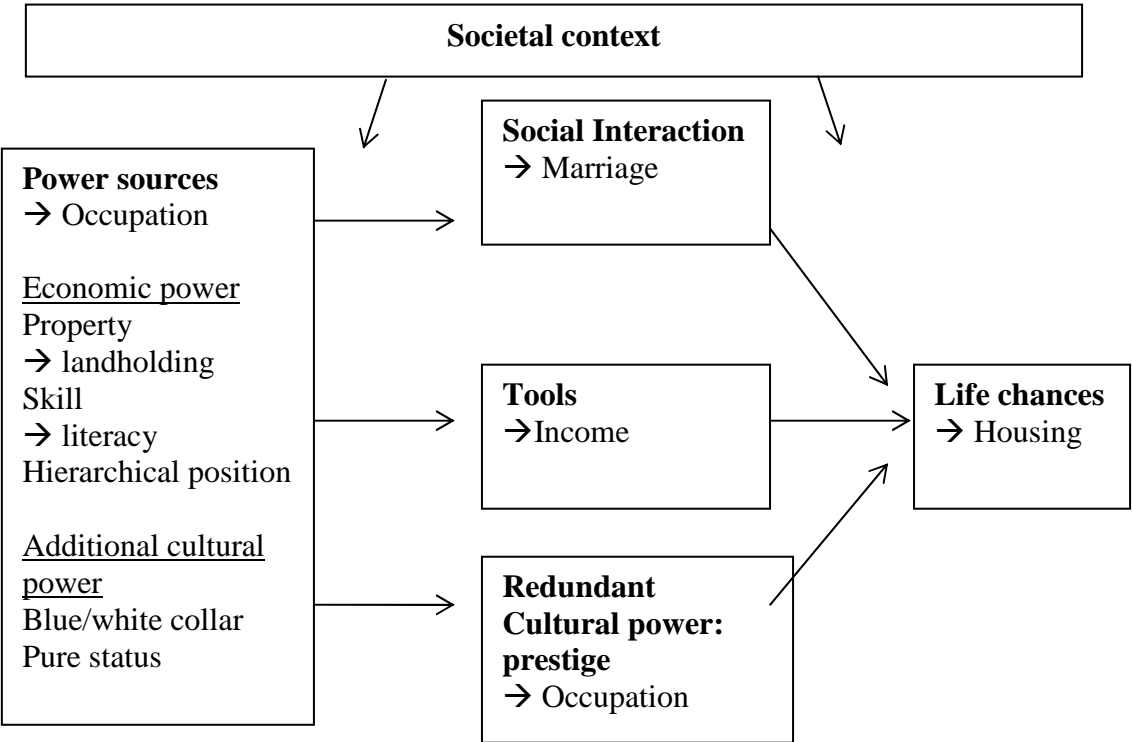 Societal context
Power sources
→ Occupation
Economic power
Property
→ landholding
Skill
→ literacy
Hierarchical position
Additional cultural
power
Blue/white collar
Pure status
Social Interaction
→ Marriage
Tools
→Income
Redundant
Cultural power:
prestige
→ Occupation
Life chances
→ Housing